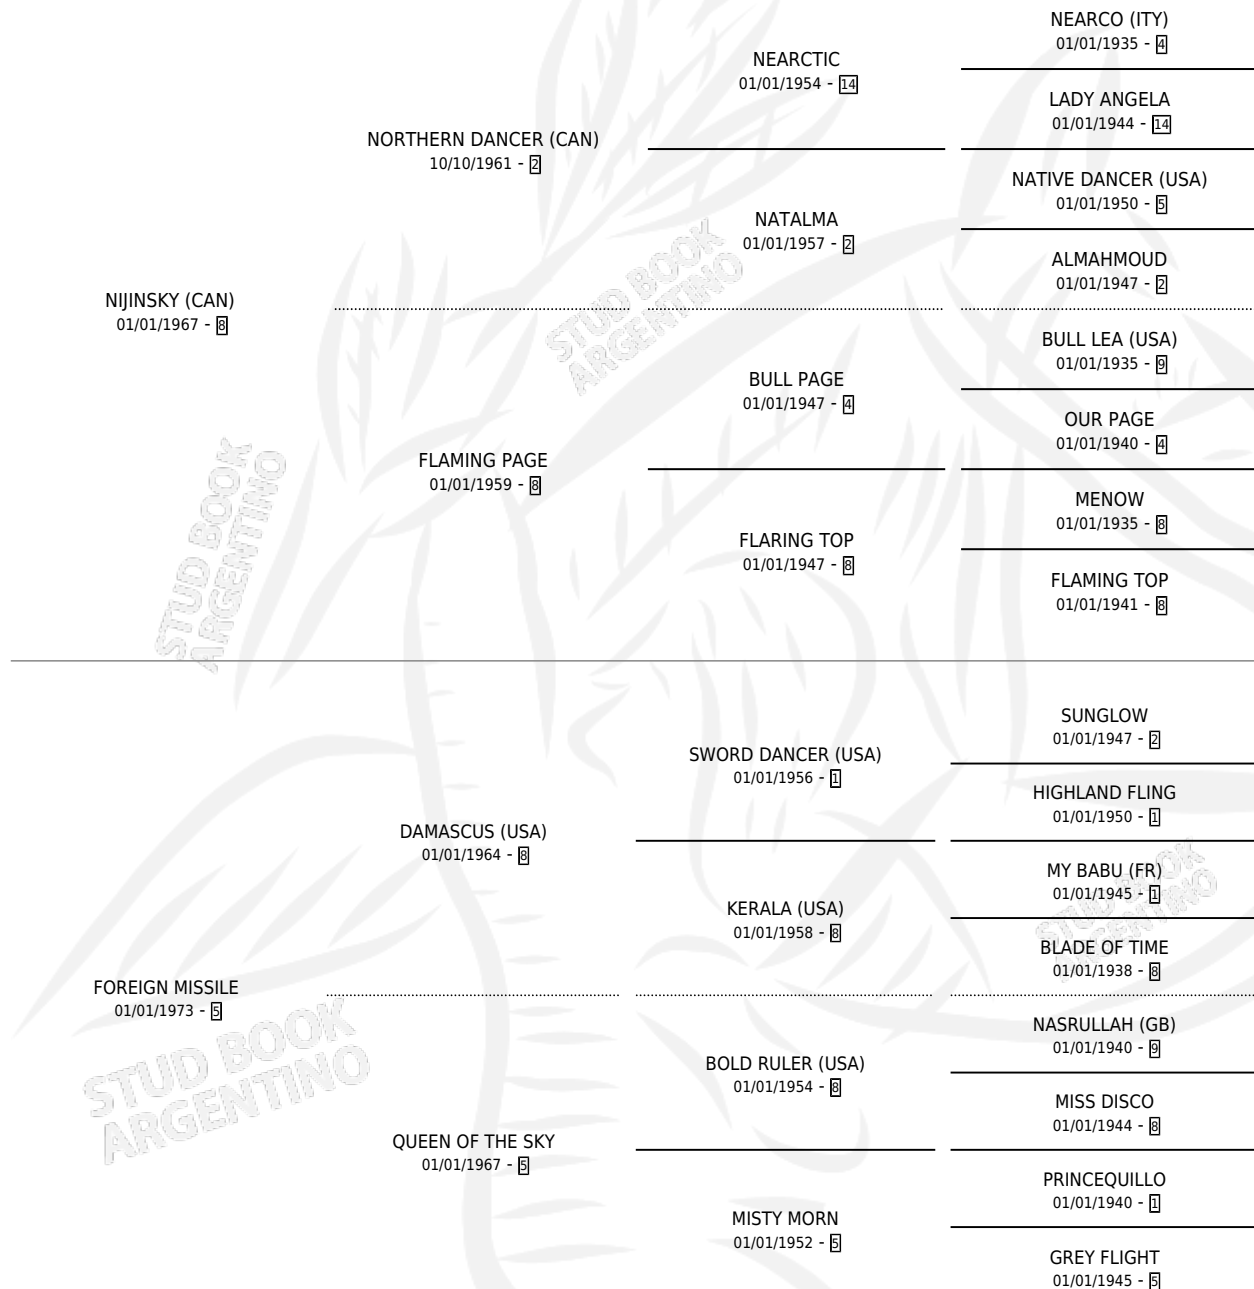 NIJINSKY (CAN)
01/01/1967 - 8
NORTHERN DANCER (CAN)
10/10/1961 - 2
FLAMING PAGE
01/01/1959 - 8
NEARCTIC
01/01/1954 - 14
NATALMA
01/01/1957 - 2
BULL PAGE
01/01/1947 - 4
FLARING TOP
01/01/1947 - 8
NEARCO (ITY)
01/01/1935 - 4
LADY ANGELA
01/01/1944 - 14
NATIVE DANCER (USA)
01/01/1950 - 5
ALMAHMOUD
01/01/1947 - 2
BULL LEA (USA)
01/01/1935 - 9
OUR PAGE
01/01/1940 - 4
MENOW
01/01/1935 - 8
FLAMING TOP
01/01/1941 - 8
FOREIGN MISSILE
01/01/1973 - 5
DAMASCUS (USA)
01/01/1964 - 8
QUEEN OF THE SKY
01/01/1967 - 5
SWORD DANCER (USA)
01/01/1956 - 1
KERALA (USA)
01/01/1958 - 8
BOLD RULER (USA)
01/01/1954 - 8
MISTY MORN
01/01/1952 - 5
SUNGLOW
01/01/1947 - 2
HIGHLAND FLING
01/01/1950 - 1
MY BABU (FR)
01/01/1945 - 1
BLADE OF TIME
01/01/1938 - 8
NASRULLAH (GB)
01/01/1940 - 9
MISS DISCO
01/01/1944 - 8
PRINCEQUILLO
01/01/1940 - 1
GREY FLIGHT
01/01/1945 - 5
STUD BOOK
ARGENTINO
STUD BOOK
ARGENTINO
STUD BOOK
ARGENTINO
STUD BOOK
ARGENTINO